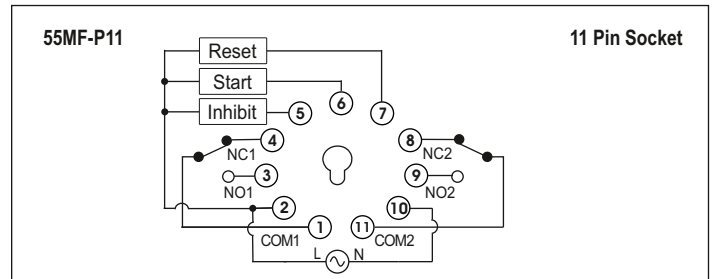 55MF-P11
11 Pin Socket
Reset
Start
Inhibit
5
6
7
4
8
NC1
NC2
3
9
NO1
NO2
2
10
1
11
COM1
COM2
L
N